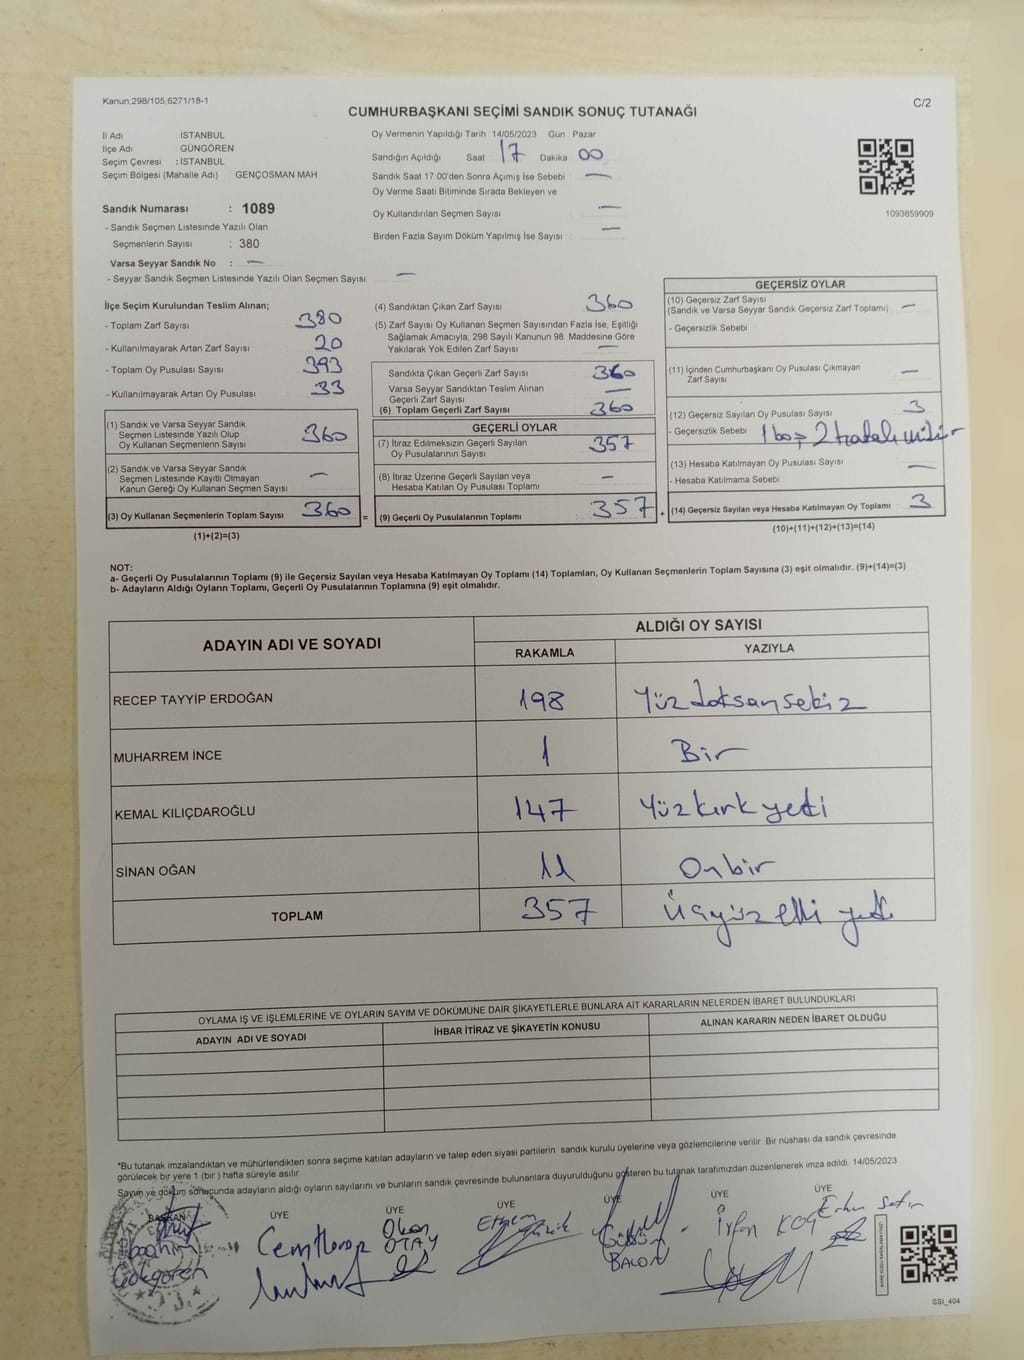 Kanun,298/105,6271/18-1
C/2
CUMHURBAŞKANI SEÇİMİ SANDIK SONUÇ TUTANAĞI
İl Adı : İSTANBUL
İlçe Adı : GÜNGÖREN
Seçim Çevresi : İSTANBUL
Seçim Bölgesi (Mahalle Adı) GENÇOSMAN MAH.
Oy Vermenin Yapıldığı Tarih : 14/05/2023 Gün : Pazar
Sandığın Açıldığı Saat 17 Dakika 00
Sandık Saat 17.00'den Sonra Açımış İse Sebebi : —
Oy Verme Saati Bitiminde Sırada Bekleyen ve
Oy Kullandırılan Seçmen Sayısı —
Birden Fazla Sayım Döküm Yapılmış İse Sayısı : —
1093859909
Sandık Numarası : 1089
- Sandık Seçmen Listesinde Yazılı Olan
Seçmenlerin Sayısı : 380
Varsa Seyyar Sandık No : —
- Seyyar Sandık Seçmen Listesinde Yazılı Olan Seçmen Sayısı —
İlçe Seçim Kurulundan Teslim Alınan;
- Toplam Zarf Sayısı 380
- Kullanılmayarak Artan Zarf Sayısı 20
- Toplam Oy Pusulası Sayısı 393
- Kullanılmayarak Artan Oy Pusulası 33
(1) Sandık ve Varsa Seyyar Sandık
Seçmen Listesinde Yazılı Olup
Oy Kullanan Seçmenlerin Sayısı 360
(2) Sandık ve Varsa Seyyar Sandık
Seçmen Listesinde Kayıtlı Olmayan
Kanun Gereği Oy Kullanan Seçmen Sayısı —
(3) Oy Kullanan Seçmenlerin Toplam Sayısı 360
(1)+(2)=(3)
=
(4) Sandıktan Çıkan Zarf Sayısı 360
(5) Zarf Sayısı Oy Kullanan Seçmen Sayısından Fazla İse, Eşitliği
Sağlamak Amacıyla, 298 Sayılı Kanunun 98. Maddesine Göre
Yakılarak Yok Edilen Zarf Sayısı —
Sandıkta Çıkan Geçerli Zarf Sayısı 360
Varsa Seyyar Sandıktan Teslim Alınan
Geçerli Zarf Sayısı —
(6) Toplam Geçerli Zarf Sayısı 360
GEÇERLİ OYLAR
(7) İtiraz Edilmeksizin Geçerli Sayılan
Oy Pusulalarının Sayısı 357
(8) İtiraz Üzerine Geçerli Sayılan veya
Hesaba Katılan Oy Pusulası Toplamı —
(9) Geçerli Oy Pusulalarının Toplamı 357
+
GEÇERSİZ OYLAR
(10) Geçersiz Zarf Sayısı
(Sandık ve Varsa Seyyar Sandık Geçersiz Zarf Toplamı) —
- Geçersizlik Sebebi
(11) İçinden Cumhurbaşkanı Oy Pusulası Çıkmayan
Zarf Sayısı —
(12) Geçersiz Sayılan Oy Pusulası Sayısı 3
- Geçersizlik Sebebi 1 boş 2 hatalı mühür
(13) Hesaba Katılmayan Oy Pusulası Sayısı —
- Hesaba Katılmama Sebebi
(14) Geçersiz Sayılan veya Hesaba Katılmayan Oy Toplamı 3
(10)+(11)+(12)+(13)=(14)
NOT:
a- Geçerli Oy Pusulalarının Toplamı (9) ile Geçersiz Sayılan veya Hesaba Katılmayan Oy Toplamı (14) Toplamları, Oy Kullanan Seçmenlerin Toplam Sayısına (3) eşit olmalıdır. (9)+(14)=(3)
b- Adayların Aldığı Oyların Toplamı, Geçerli Oy Pusulalarının Toplamına (9) eşit olmalıdır.
ADAYIN ADI VE SOYADI
ALDIĞI OY SAYISI
RAKAMLA YAZIYLA
RECEP TAYYİP ERDOĞAN 198 Yüz doksan sekiz
MUHARREM İNCE 1 Bir
KEMAL KILIÇDAROĞLU 147 Yüz kırk yedi
SİNAN OĞAN 11 On bir
TOPLAM 357 Üçyüz elli yedi
OYLAMA İŞ VE İŞLEMLERİNE VE OYLARIN SAYIM VE DÖKÜMÜNE DAİR ŞİKAYETLERLE BUNLARA AİT KARARLARIN NELERDEN İBARET BULUNDUKLARI
ADAYIN ADI VE SOYADI İHBAR İTİRAZ VE ŞİKAYETİN KONUSU ALINAN KARARIN NEDEN İBARET OLDUĞU
*Bu tutanak imzalandıktan ve mühürlendikten sonra seçime katılan adayların ve talep eden siyasi partilerin sandık kurulu üyelerine veya gözlemcilerine verilir. Bir nüshası da sandık çevresinde
görülecek bir yere 1 (bir ) hafta süreyle asılır.
Sayım ve döküm sonucunda adayların aldığı oyların sayılarını ve bunların sandık çevresinde bulunanlara duyurulduğunu gösteren bu tutanak tarafımızdan düzenlenerek imza edildi. 14/05/2023
BAŞKAN ÜYE ÜYE ÜYE ÜYE ÜYE ÜYE
İbrahim
Gökgören
Okan
OTAY
İrfan KOÇ
SSI_404